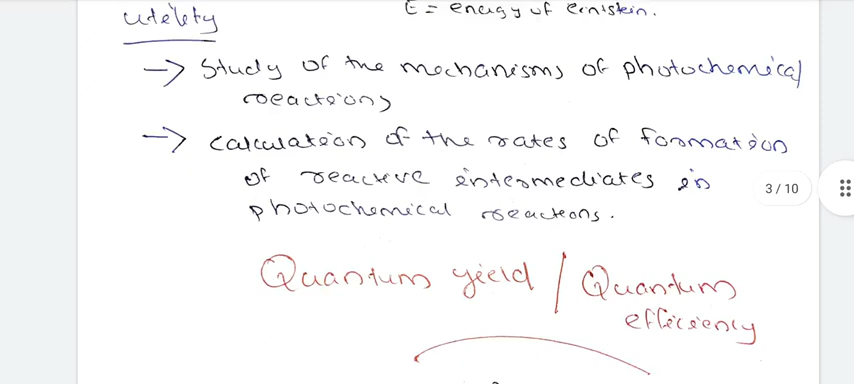 E = energy of einstein.
utility
→ Study of the mechanisms of photochemical
reactions
→ calculation of the rates of formation
of reactive intermediates in
photochemical reactions.
3 / 10
Quantum yield / Quantum
efficiency